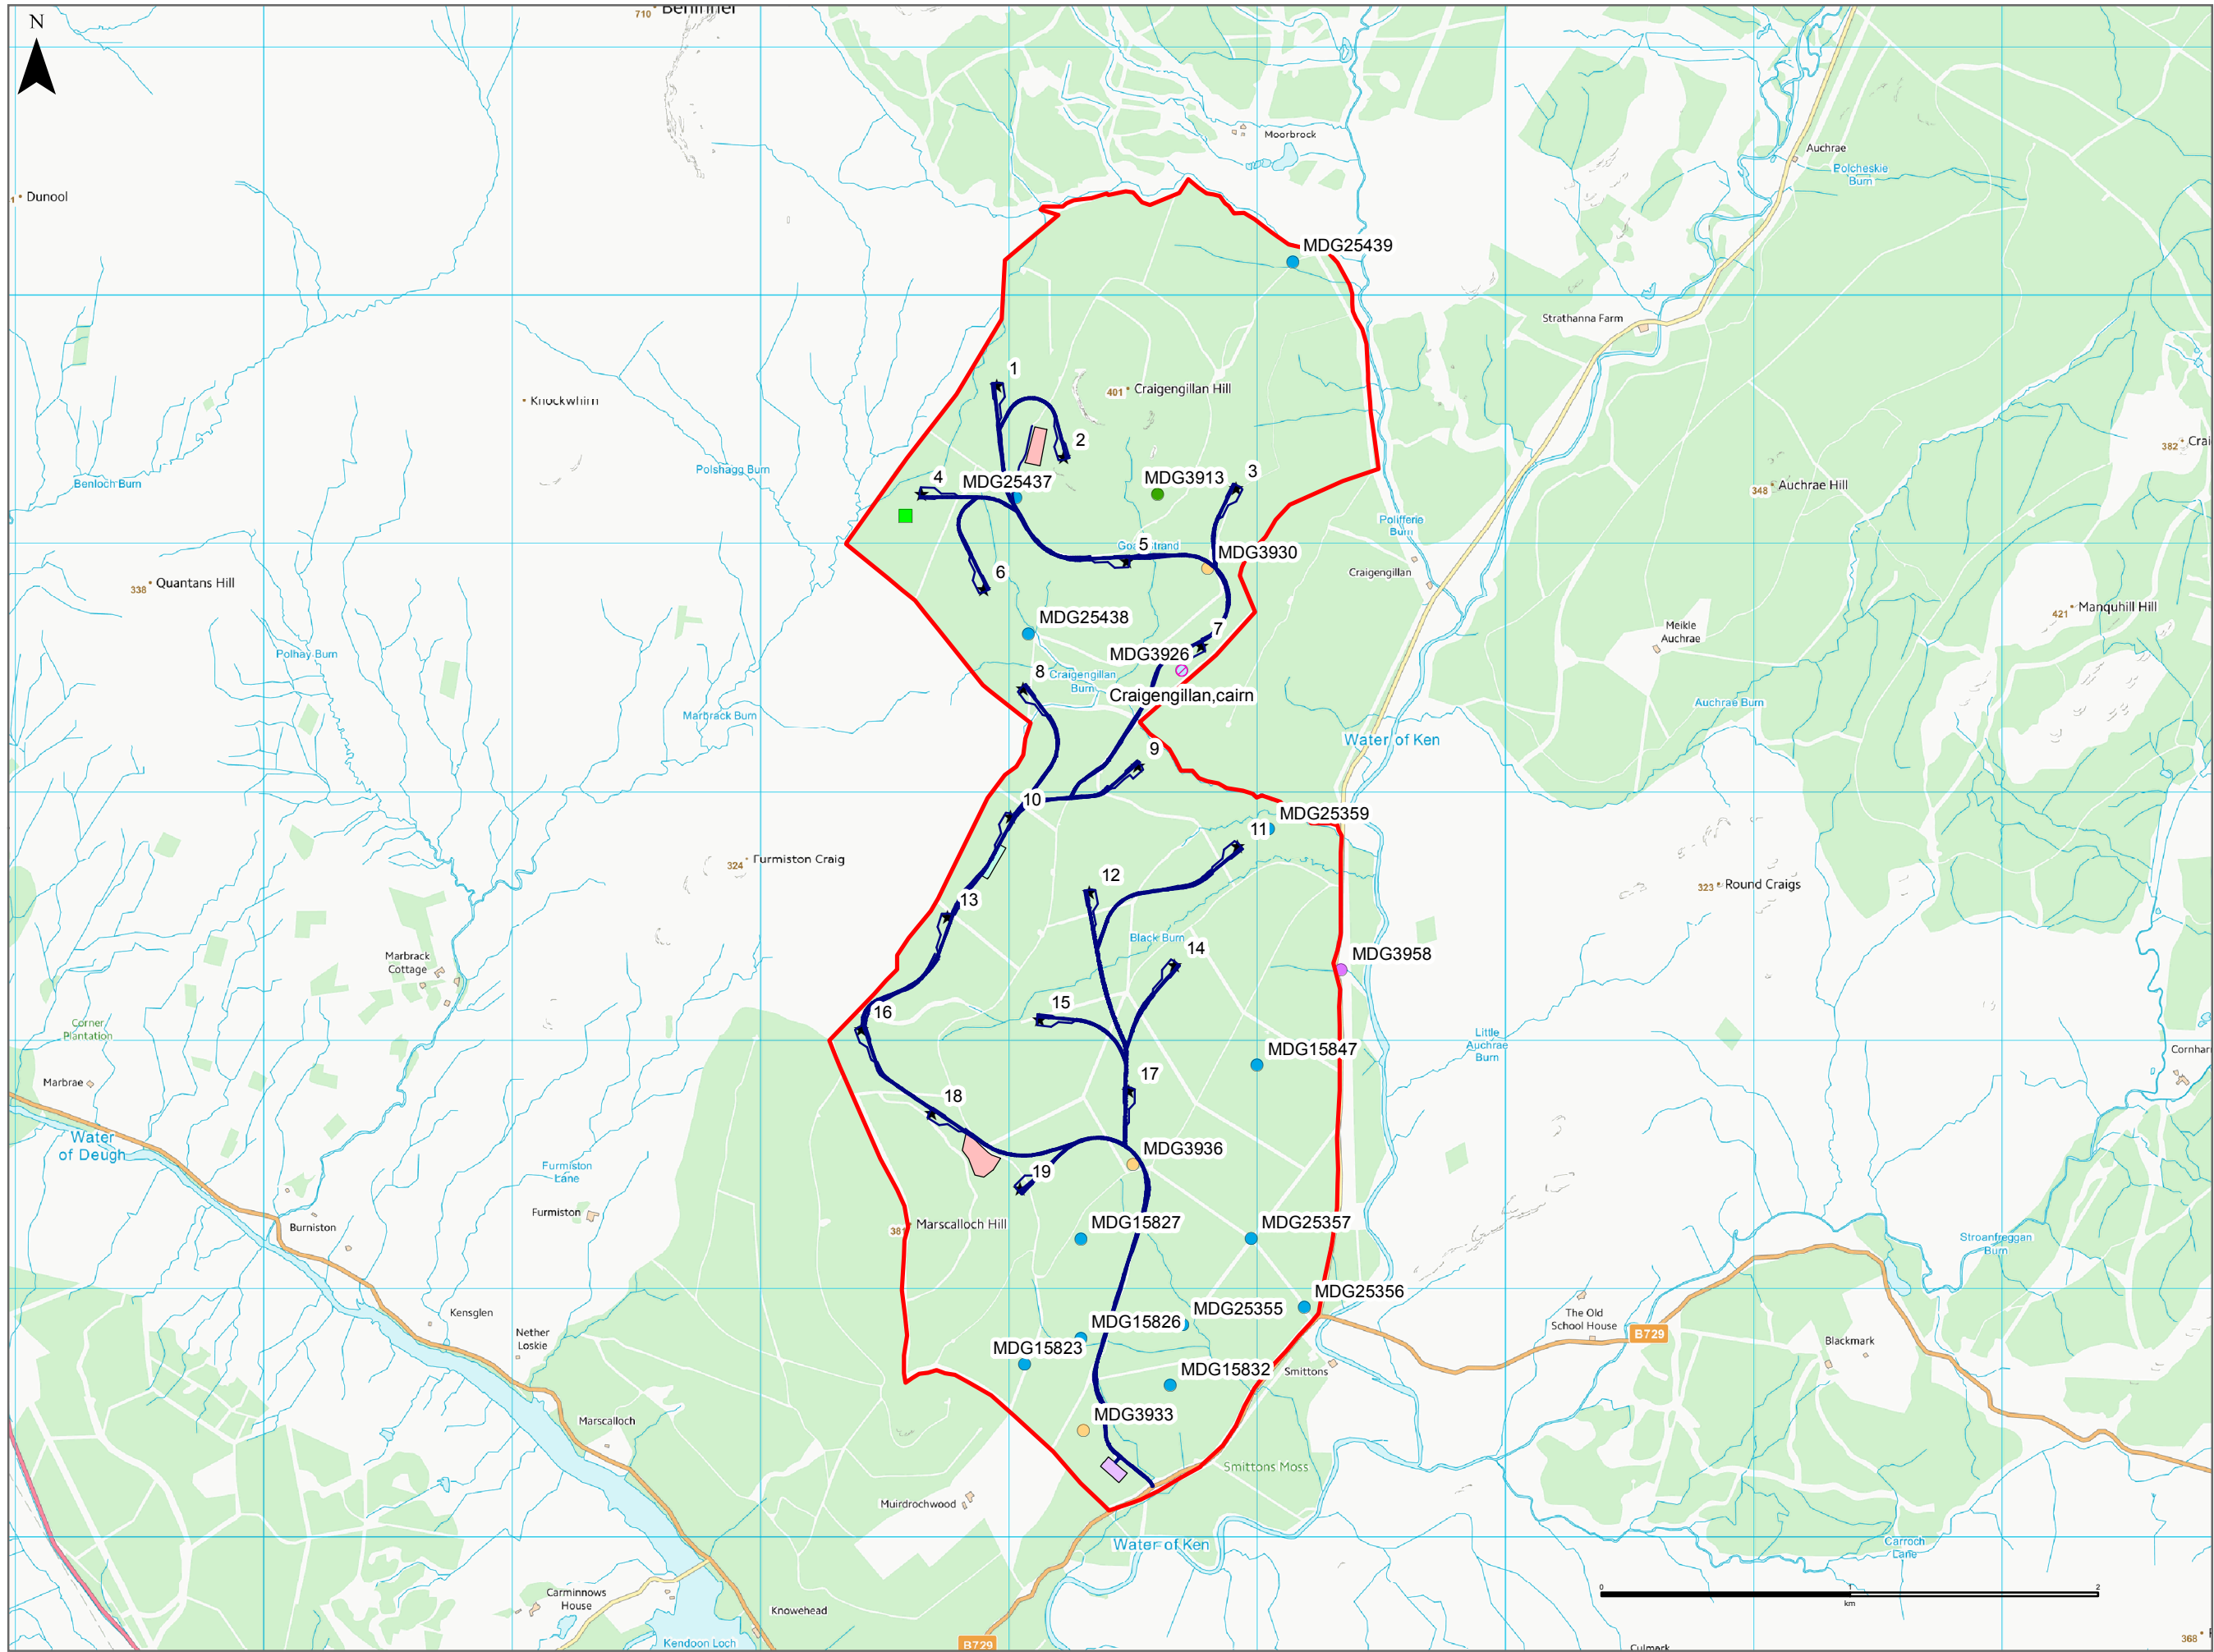 N
710 Beninner
Moorbrock
Auchrae
Polcheskie
Burn
Dunool
MDG25439
Strathanna Farm
1
401 Craigengillan Hill
Knockwhirn
2
382
Polshagg Burn
Benloch Burn
4
MDG25437
MDG3913
3
348 Auchrae Hill
Polifferie
Burn
5
MDG3930
Craigengillan
6
338 Quantans Hill
421 Manquhill Hill
MDG25438
7
Meikle
Auchrae
Polhay Burn
MDG3926
8
Craigengillan
Burn
Craigengillan,cairn
Auchrae Burn
Marbrack Burn
Water of Ken
9
10
MDG25359
11
324 Furmiston Craig
12
323 Round Craigs
13
Black Burn
14
MDG3958
Marbrack
Cottage
15
16
Corner
Plantation
Little
Auchrae
Burn
MDG15847
Marbrae
17
18
Water
of Deugh
MDG3936
Furmiston
Lane
19
Furmiston
Burniston
381 Marscalloch Hill
MDG15827
MDG25357
Stroanfreggan
Burn
MDG25356
MDG25355
Kensglen
MDG15826
The Old
School House
B729
Blackmark
Nether
Loskie
MDG15823
MDG15832
Smittons
Marscalloch
MDG3933
Smittons Moss
Muirdrochwood
Water of Ken
Carroch
Lane
0 1 2
km
Carminnows
House
Knowehead
Kendoon Loch
B729
Culmark
368